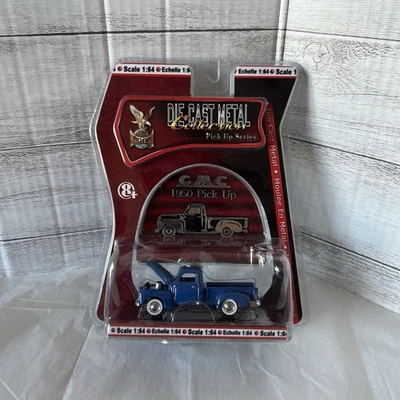 Scale 1:64 Echelle 1:64
Scale 1:64
DIE CAST METAL
Collection
Pick Up Series
Die Cast Metal • Moulee En Metal
8+
GMC
1950 Pick Up
Scale 1:64 Echelle 1:64 Scale 1:64 Echelle 1:64 Scale 1:64